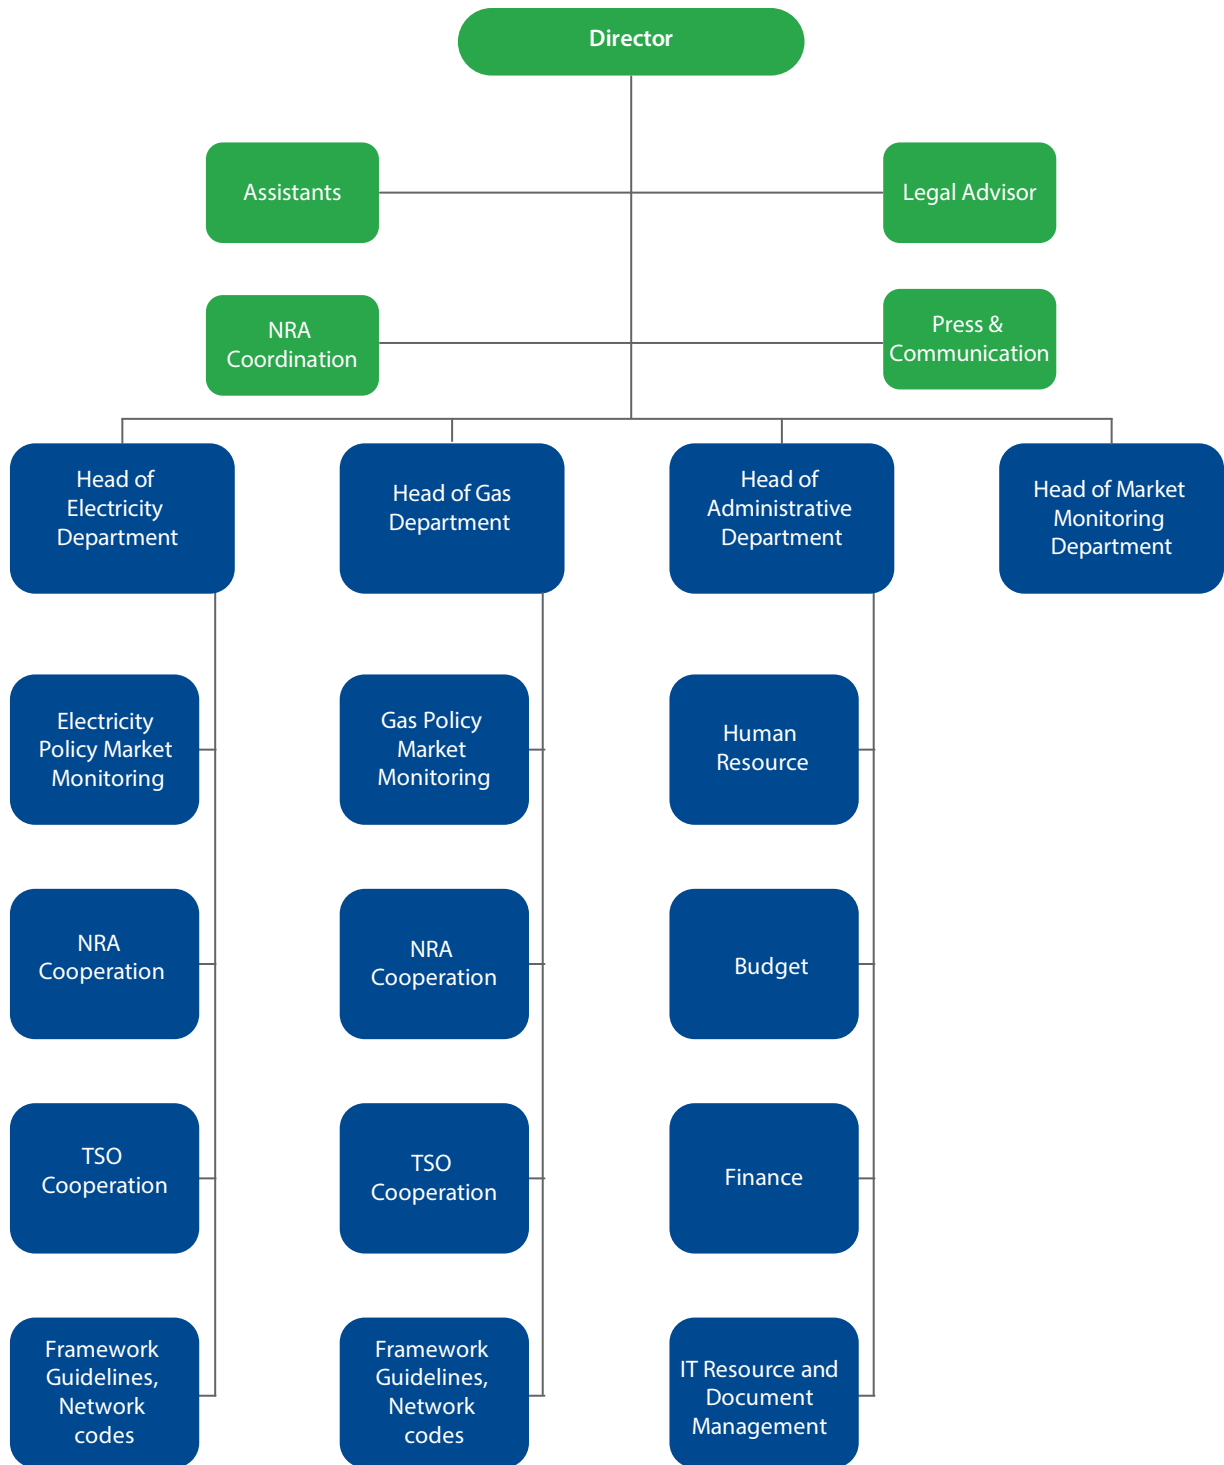 Director
Assistants
Legal Advisor
NRA
Coordination
Press &
Communication
Head of
Electricity
Department
Head of Gas
Department
Head of
Administrative
Department
Head of Market
Monitoring
Department
Electricity
Policy Market
Monitoring
Gas Policy
Market
Monitoring
Human
Resource
NRA
Cooperation
NRA
Cooperation
Budget
TSO
Cooperation
TSO
Cooperation
Finance
Framework
Guidelines,
Network
codes
Framework
Guidelines,
Network
codes
IT Resource and
Document
Management